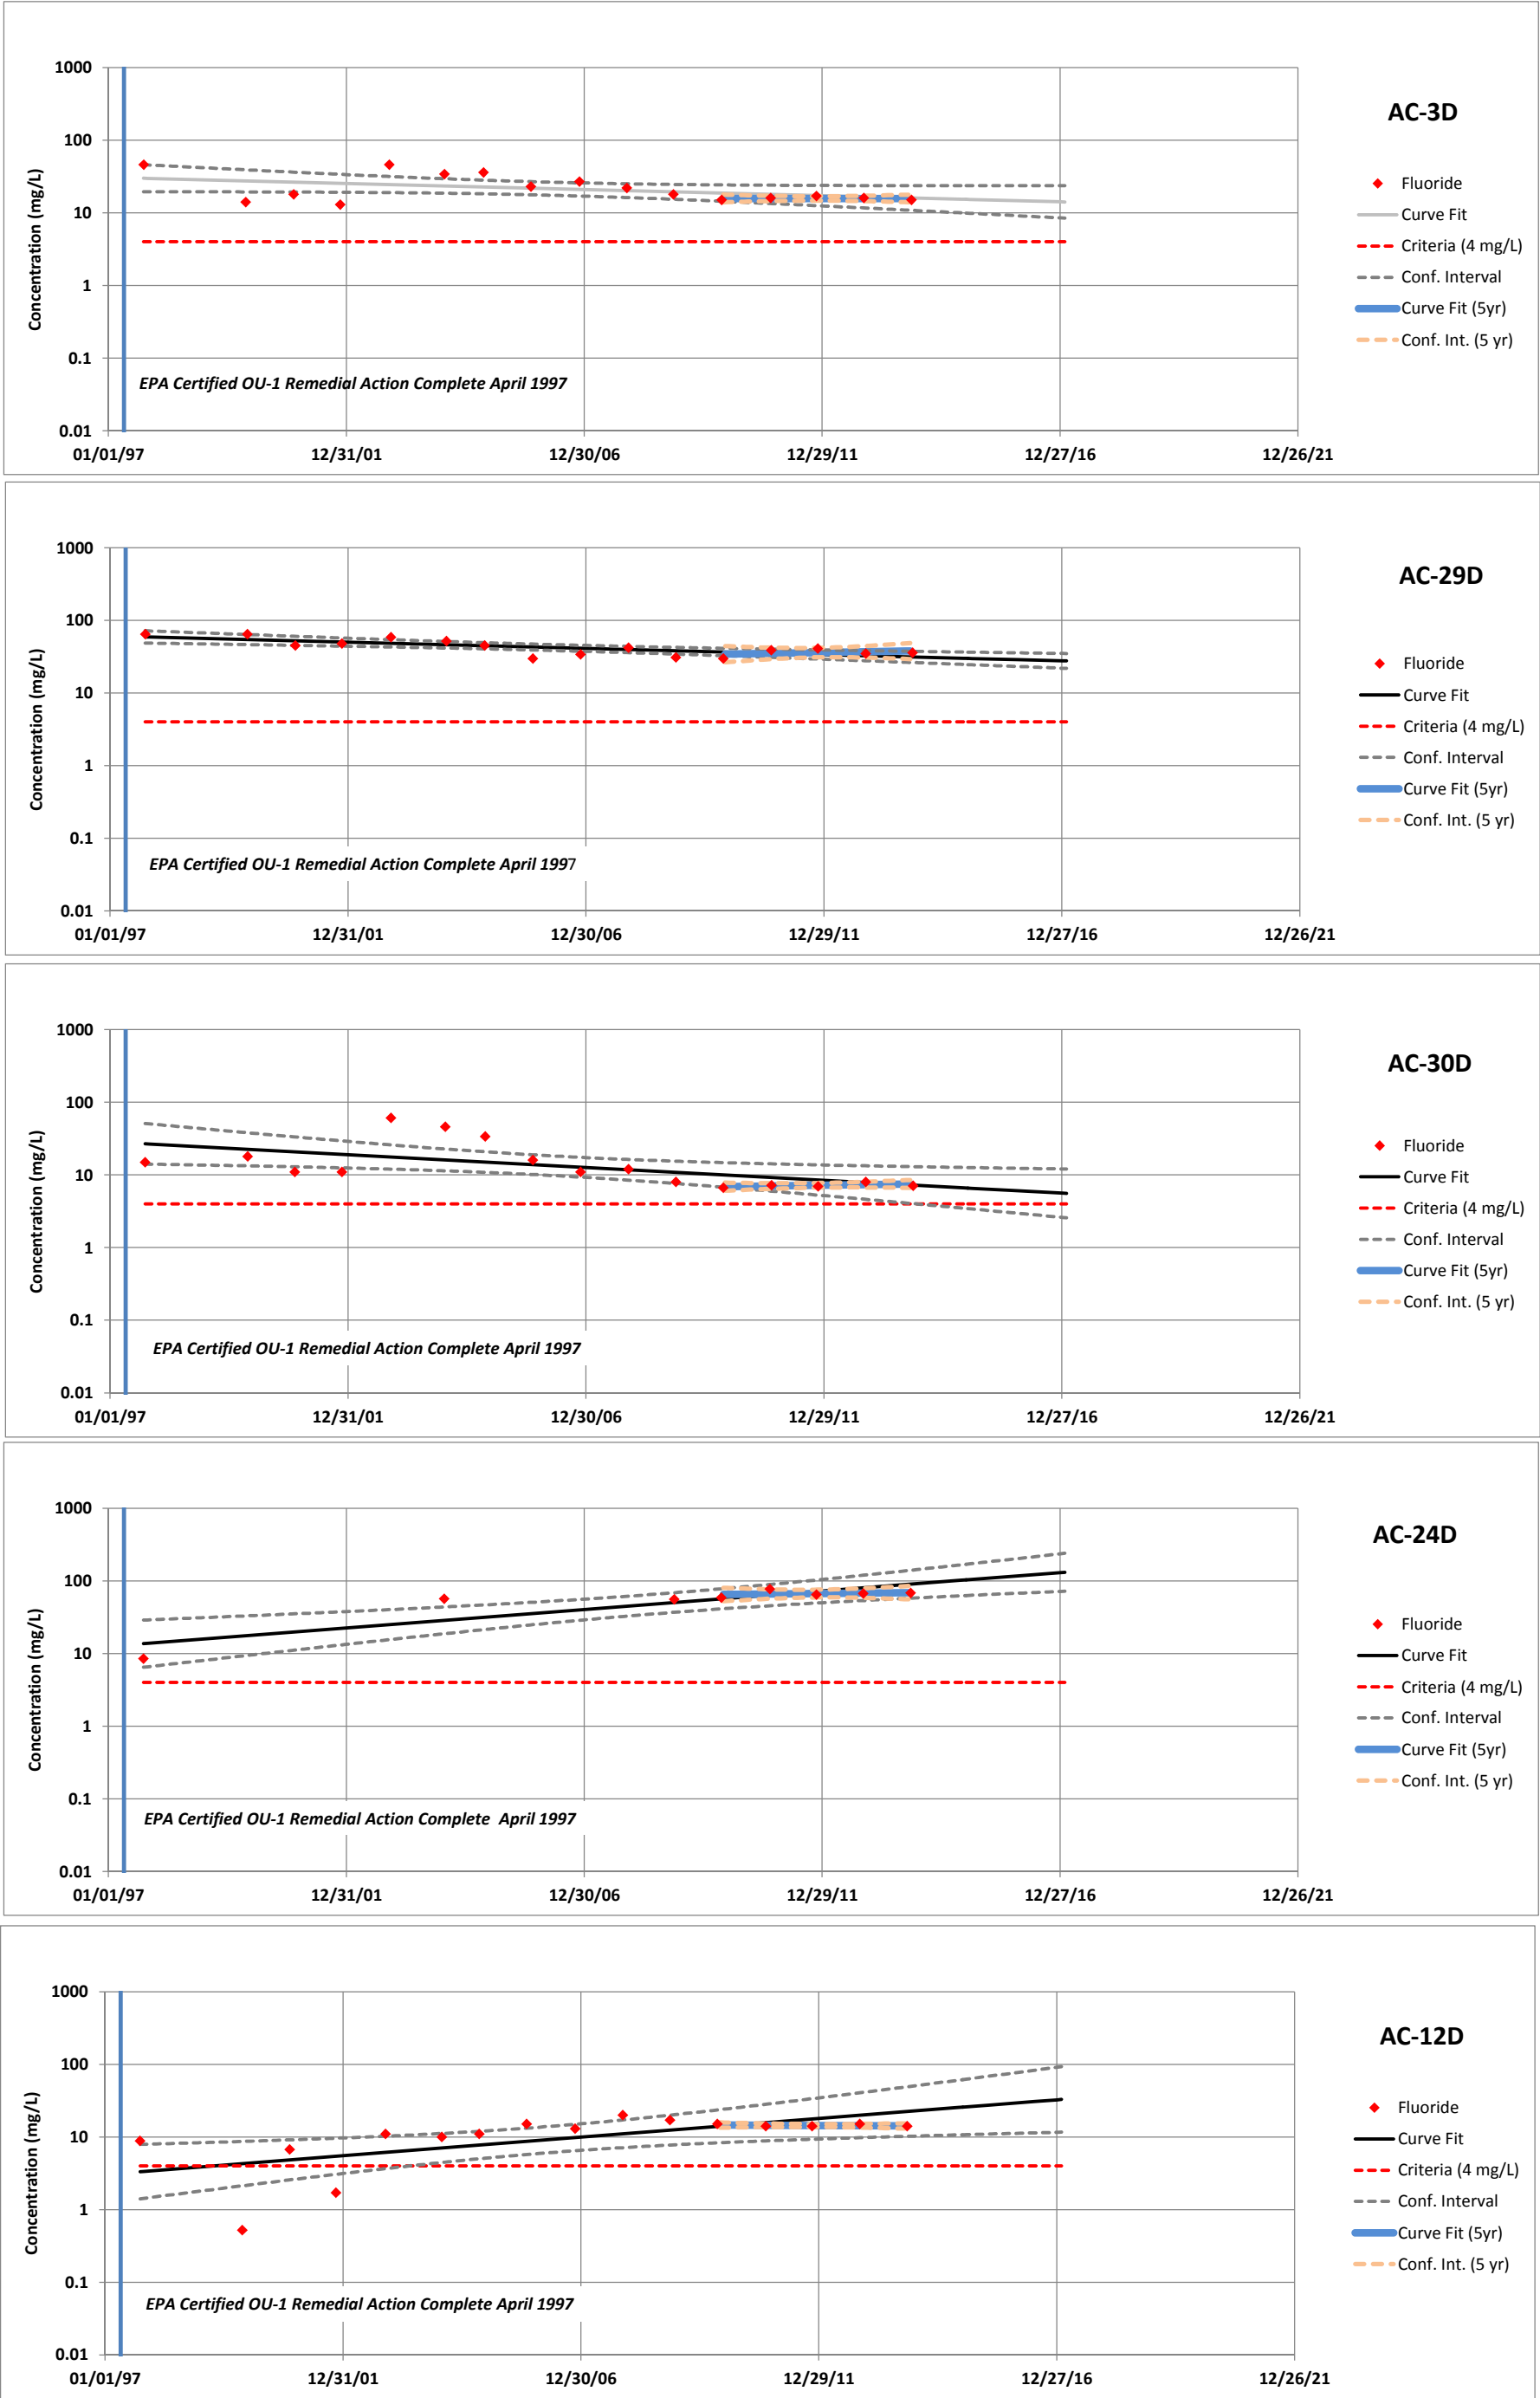 AC-3D
Concentration (mg/L)
1000
100
10
1
0.1
0.01
EPA Certified OU-1 Remedial Action Complete April 1997
01/01/97 12/31/01 12/30/06 12/29/11 12/27/16 12/26/21
Fluoride
Curve Fit
Criteria (4 mg/L)
Conf. Interval
Curve Fit (5yr)
Conf. Int. (5 yr)
AC-29D
Concentration (mg/L)
1000
100
10
1
0.1
0.01
EPA Certified OU-1 Remedial Action Complete April 1997
01/01/97 12/31/01 12/30/06 12/29/11 12/27/16 12/26/21
Fluoride
Curve Fit
Criteria (4 mg/L)
Conf. Interval
Curve Fit (5yr)
Conf. Int. (5 yr)
AC-30D
Concentration (mg/L)
1000
100
10
1
0.1
0.01
EPA Certified OU-1 Remedial Action Complete April 1997
01/01/97 12/31/01 12/30/06 12/29/11 12/27/16 12/26/21
Fluoride
Curve Fit
Criteria (4 mg/L)
Conf. Interval
Curve Fit (5yr)
Conf. Int. (5 yr)
AC-24D
Concentration (mg/L)
1000
100
10
1
0.1
0.01
EPA Certified OU-1 Remedial Action Complete  April 1997
01/01/97 12/31/01 12/30/06 12/29/11 12/27/16 12/26/21
Fluoride
Curve Fit
Criteria (4 mg/L)
Conf. Interval
Curve Fit (5yr)
Conf. Int. (5 yr)
AC-12D
Concentration (mg/L)
1000
100
10
1
0.1
0.01
EPA Certified OU-1 Remedial Action Complete April 1997
01/01/97 12/31/01 12/30/06 12/29/11 12/27/16 12/26/21
Fluoride
Curve Fit
Criteria (4 mg/L)
Conf. Interval
Curve Fit (5yr)
Conf. Int. (5 yr)